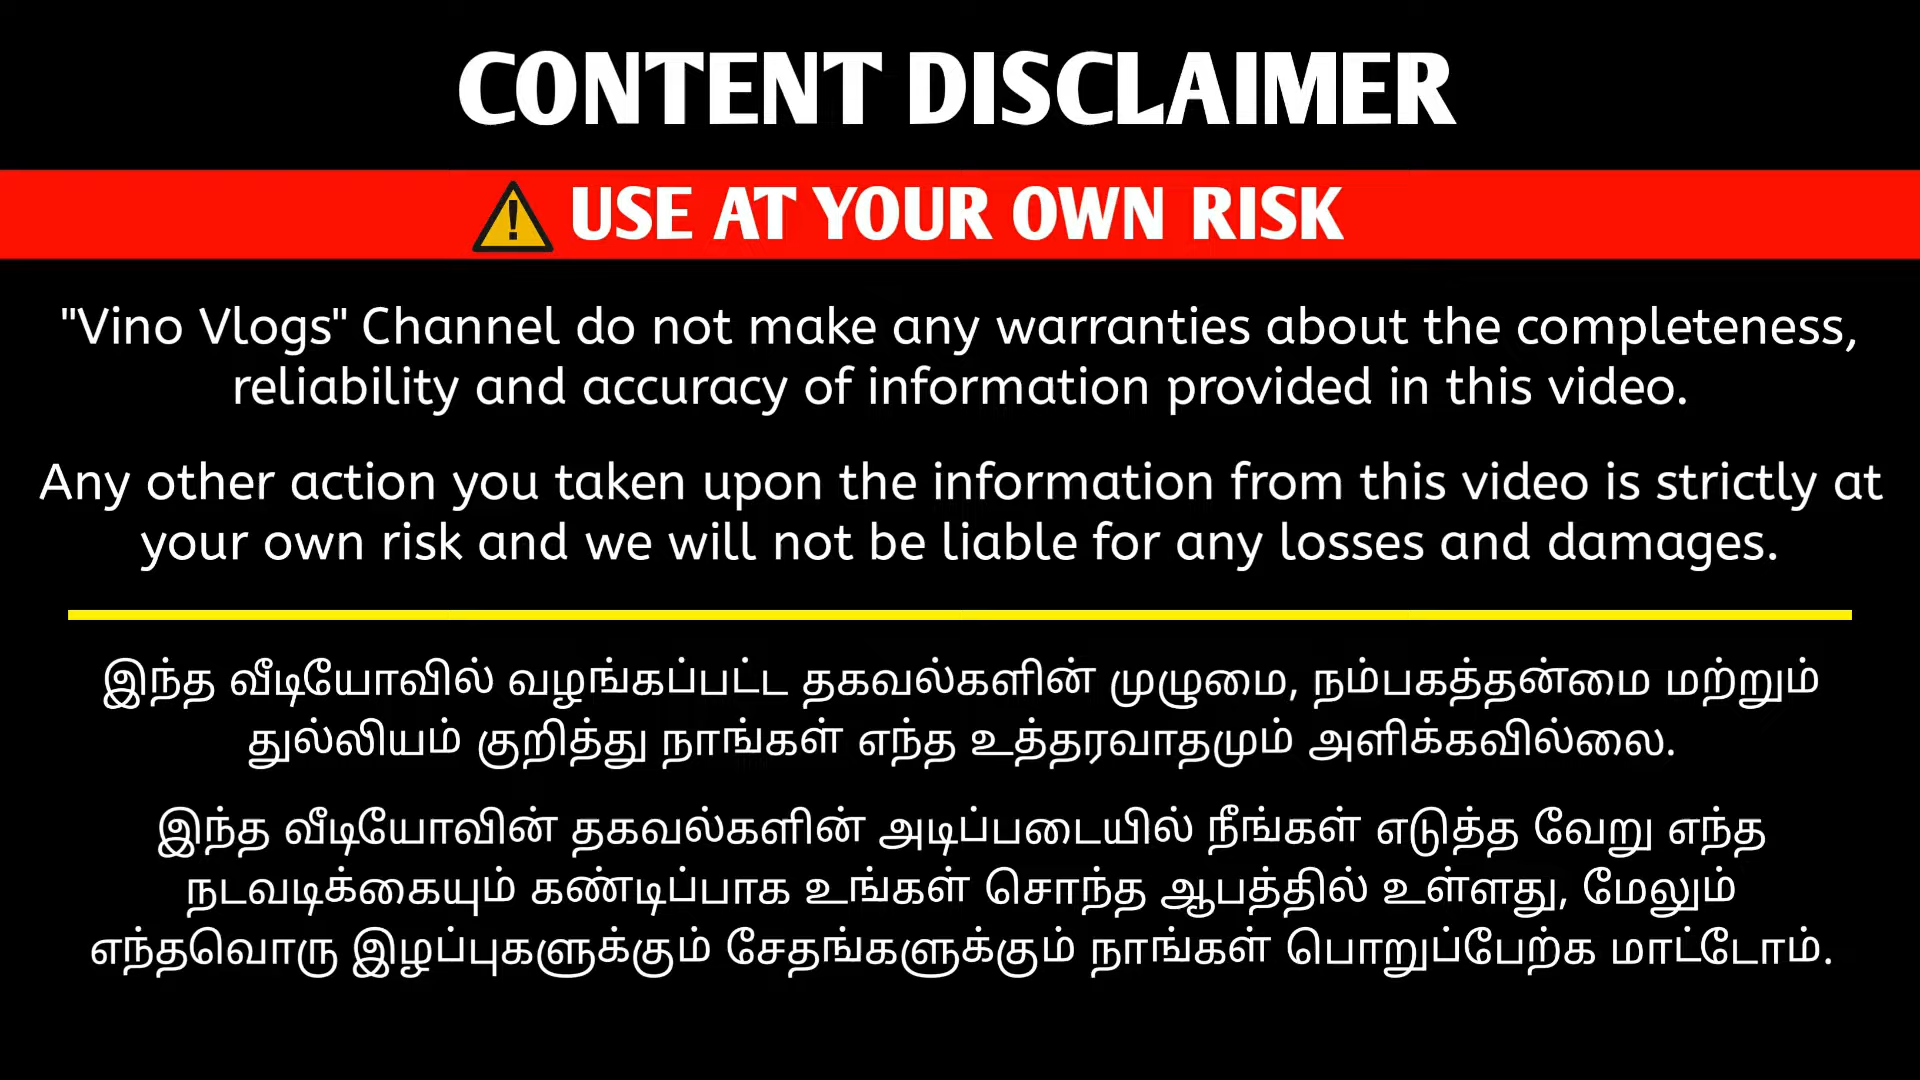 CONTENT DISCLAIMER
USE AT YOUR OWN RISK
"Vino Vlogs" Channel do not make any warranties about the completeness,
reliability and accuracy of information provided in this video.
Any other action you taken upon the information from this video is strictly at
your own risk and we will not be liable for any losses and damages.
இந்த வீடியோவில் வழங்கப்பட்ட தகவல்களின் முழுமை, நம்பகத்தன்மை மற்றும்
துல்லியம் குறித்து நாங்கள் எந்த உத்தரவாதமும் அளிக்கவில்லை.
இந்த வீடியோவின் தகவல்களின் அடிப்படையில் நீங்கள் எடுத்த வேறு எந்த
நடவடிக்கையும் கண்டிப்பாக உங்கள் சொந்த ஆபத்தில் உள்ளது, மேலும்
எந்தவொரு இழப்புகளுக்கும் சேதங்களுக்கும் நாங்கள் பொறுப்பேற்க மாட்டோம்.